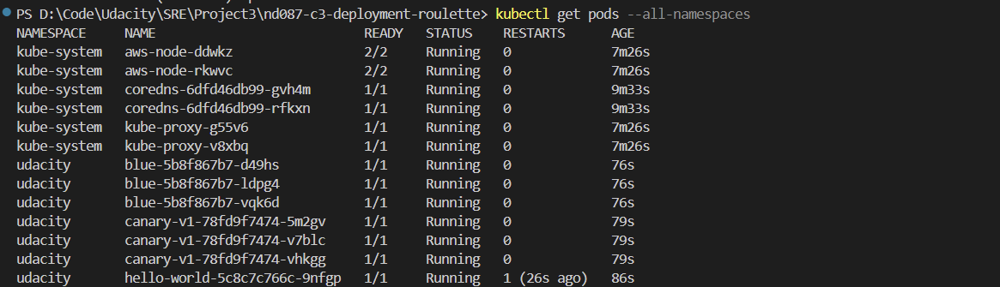 PS D:\Code\Udacity\SRE\Project3\nd087-c3-deployment-roulette> kubectl get pods --all-namespaces
NAMESPACE NAME READY STATUS RESTARTS AGE
kube-system aws-node-ddwkz 2/2 Running 0 7m26s
kube-system aws-node-rkwvc 2/2 Running 0 7m26s
kube-system coredns-6dfd46db99-gvh4m 1/1 Running 0 9m33s
kube-system coredns-6dfd46db99-rfkxn 1/1 Running 0 9m33s
kube-system kube-proxy-g55v6 1/1 Running 0 7m26s
kube-system kube-proxy-v8xbq 1/1 Running 0 7m26s
udacity blue-5b8f867b7-d49hs 1/1 Running 0 76s
udacity blue-5b8f867b7-ldpg4 1/1 Running 0 76s
udacity blue-5b8f867b7-vqk6d 1/1 Running 0 76s
udacity canary-v1-78fd9f7474-5m2gv 1/1 Running 0 79s
udacity canary-v1-78fd9f7474-v7blc 1/1 Running 0 79s
udacity canary-v1-78fd9f7474-vhkgg 1/1 Running 0 79s
udacity hello-world-5c8c7c766c-9nfgp 1/1 Running 1 (26s ago) 86s